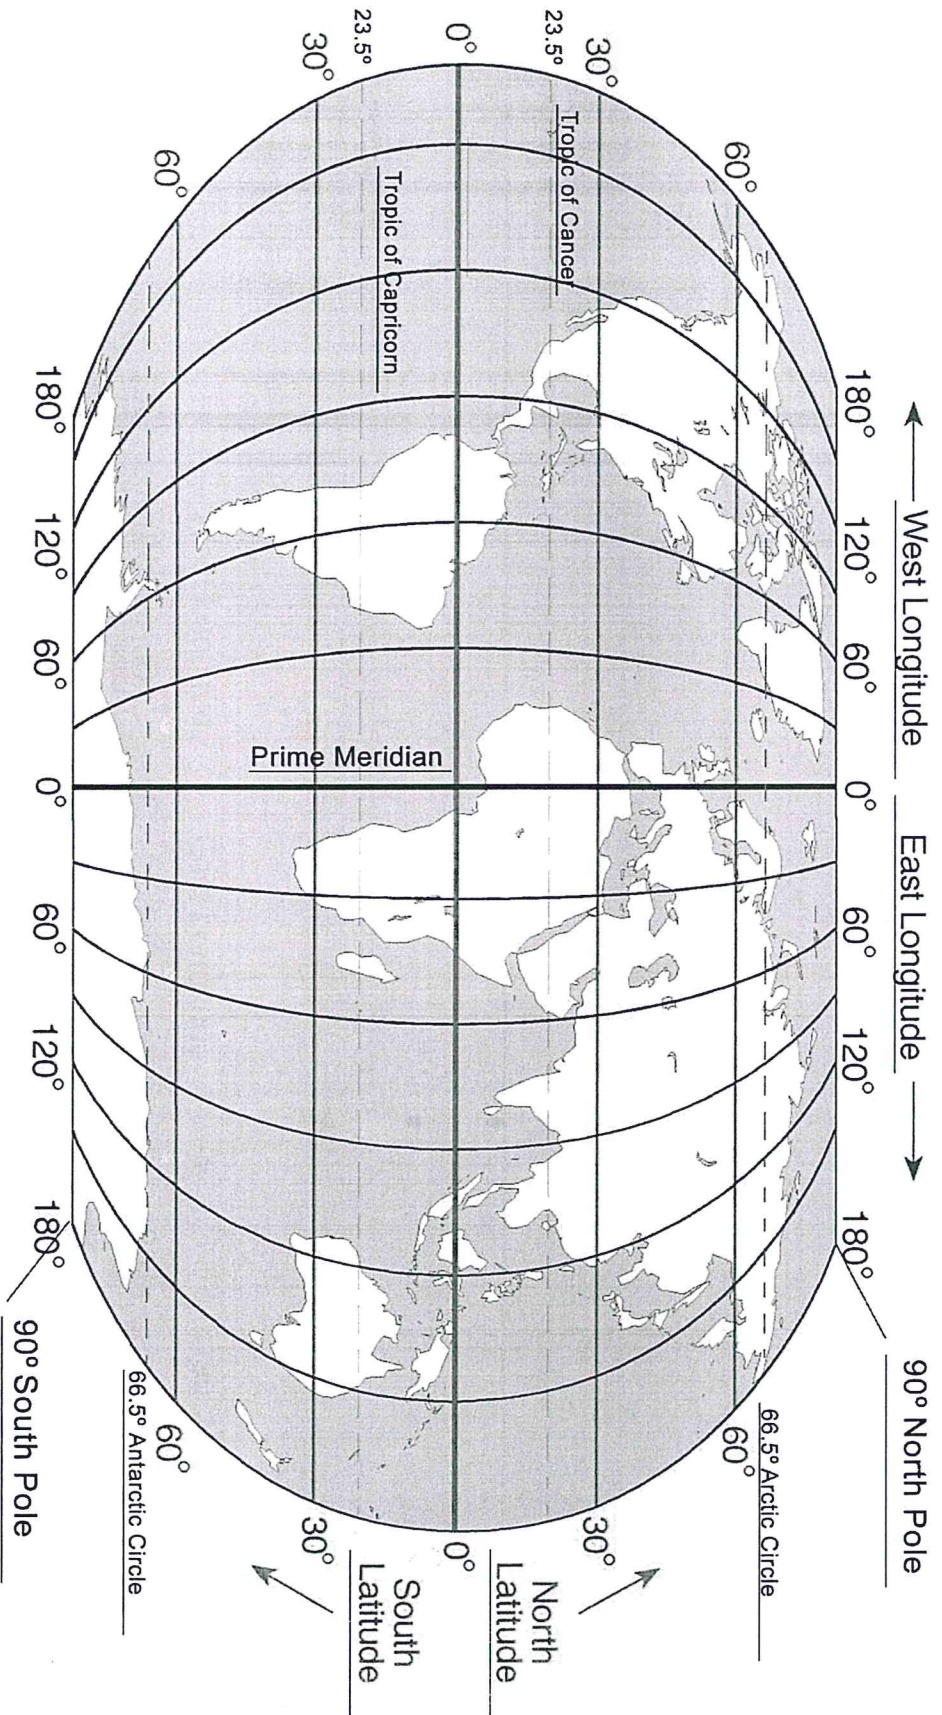 West Longitude East Longitude
90° North Pole
180° 120° 60° 0° 60° 120° 180°
66.5° Arctic Circle
60° 60°
30° 30°
23.5° Tropic of Cancer
North
Latitude
0° 0°
Prime Meridian
South
Latitude
23.5° Tropic of Capricorn
30° 30°
60° 60°
66.5° Antarctic Circle
180° 120° 60° 0° 60° 120° 180°
90° South Pole